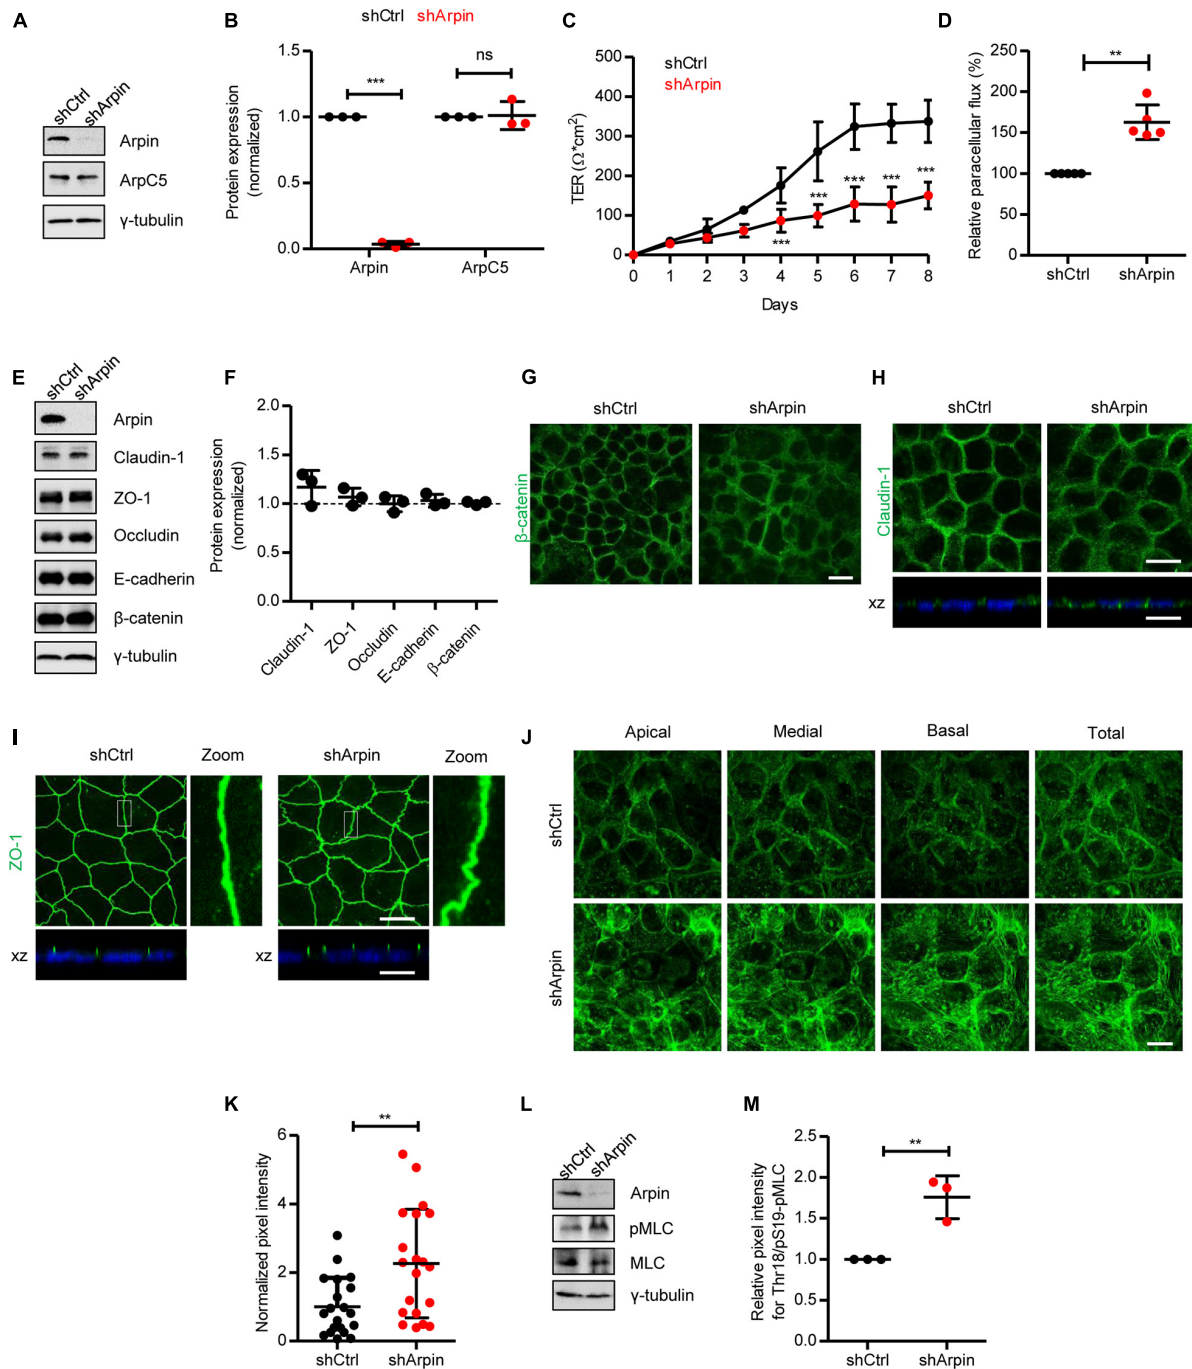 A
shCtrl shArpin
Arpin
ArpC5
γ-tubulin
B
shCtrl shArpin
Protein expression
(normalized)
1.5
1.0
0.5
0.0
***
ns
Arpin ArpC5
C
TER (Ω*cm2)
500
400
300
200
100
0
shCtrl
shArpin
*** *** *** *** ***
0 1 2 3 4 5 6 7 8
Days
D
Relative paracellular flux (%)
250
200
150
100
50
0
**
shCtrl shArpin
E
shCtrl shArpin
Arpin
Claudin-1
ZO-1
Occludin
E-cadherin
β-catenin
γ-tubulin
F
Protein expression
(normalized)
2.0
1.5
1.0
0.5
0.0
Claudin-1 ZO-1 Occludin E-cadherin β-catenin
G
shCtrl shArpin
β-catenin
H
shCtrl shArpin
Claudin-1
xz
I
shCtrl Zoom shArpin Zoom
ZO-1
xz xz
J
Apical Medial Basal Total
shCtrl
shArpin
K
Normalized pixel intensity
6
4
2
0
**
shCtrl shArpin
L
shCtrl shArpin
Arpin
pMLC
MLC
γ-tubulin
M
Relative pixel intensity
for Thr18/pS19-pMLC
2.5
2.0
1.5
1.0
0.5
0.0
**
shCtrl shArpin